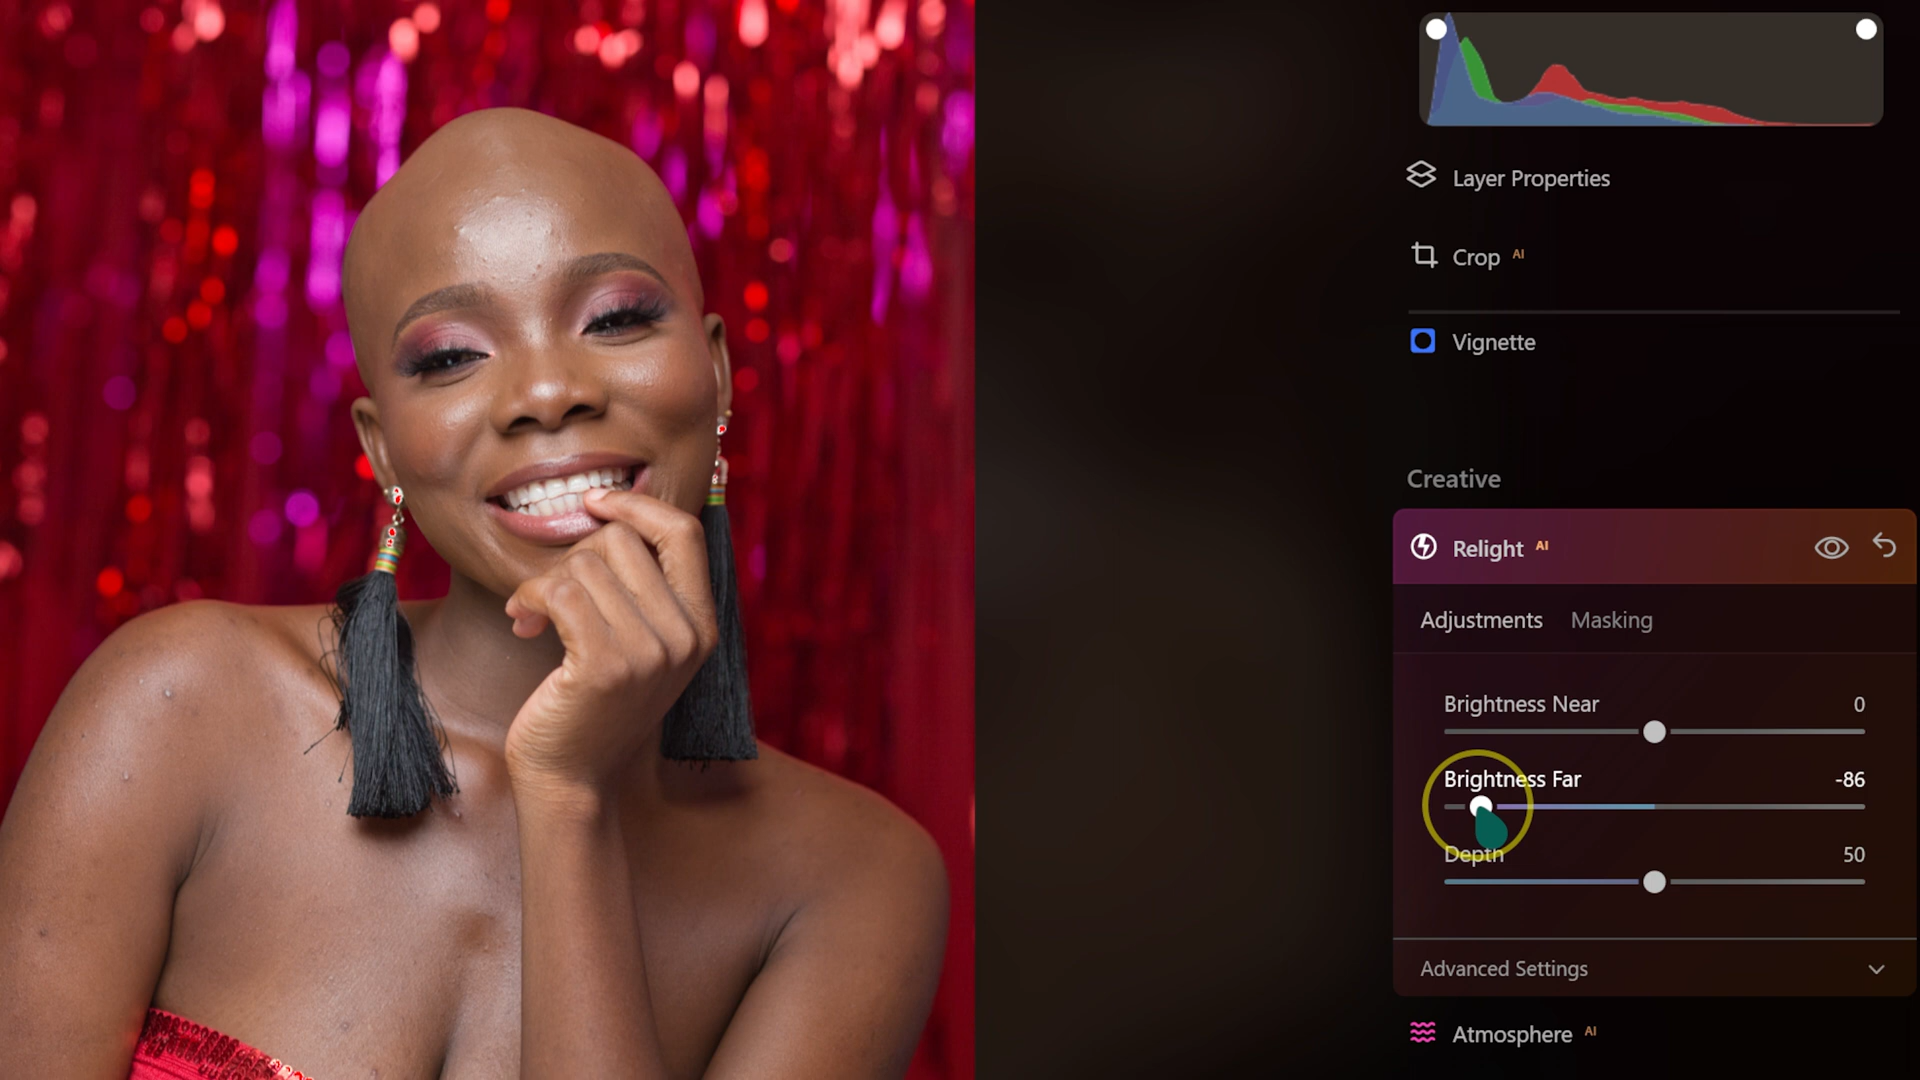 Layer Properties
Crop AI
Vignette
Creative
Relight AI
Adjustments Masking
Brightness Near 0
Brightness Far -86
Depth 50
Advanced Settings
Atmosphere AI